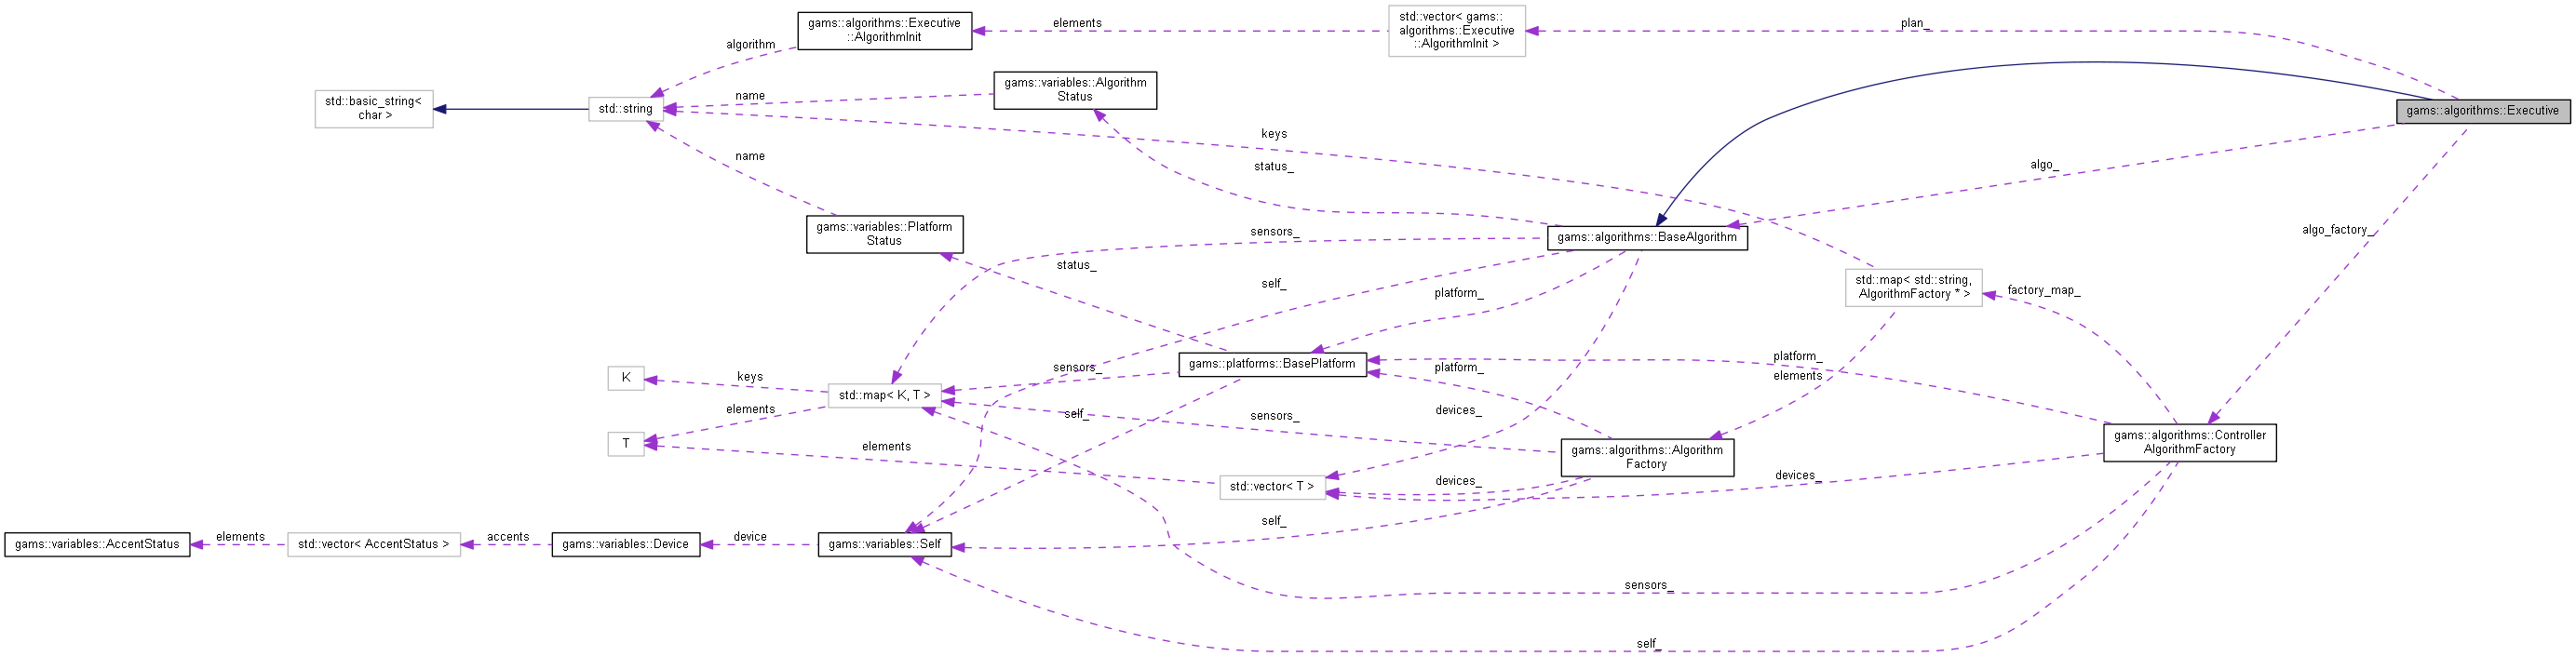 gams::algorithms::Executive
::AlgorithmInit
elements
std::vector< gams::
algorithms::Executive
::AlgorithmInit >
plan_
algorithm
gams::variables::Algorithm
Status
name
std::basic_string<
char >
std::string
gams::algorithms::Executive
keys
name
status_
algo_
gams::variables::Platform
Status
sensors_
gams::algorithms::BaseAlgorithm
algo_factory_
status_
self_
platform_
std::map< std::string,
AlgorithmFactory * >
factory_map_
gams::platforms::BasePlatform
platform_
K
keys
sensors_
platform_
elements
std::map< K, T >
elements
self_
sensors_
devices_
T
elements
gams::algorithms::Algorithm
Factory
gams::algorithms::Controller
AlgorithmFactory
std::vector< T >
devices_
devices_
self_
gams::variables::AccentStatus
elements
std::vector< AccentStatus >
accents
gams::variables::Device
device
gams::variables::Self
sensors_
self_